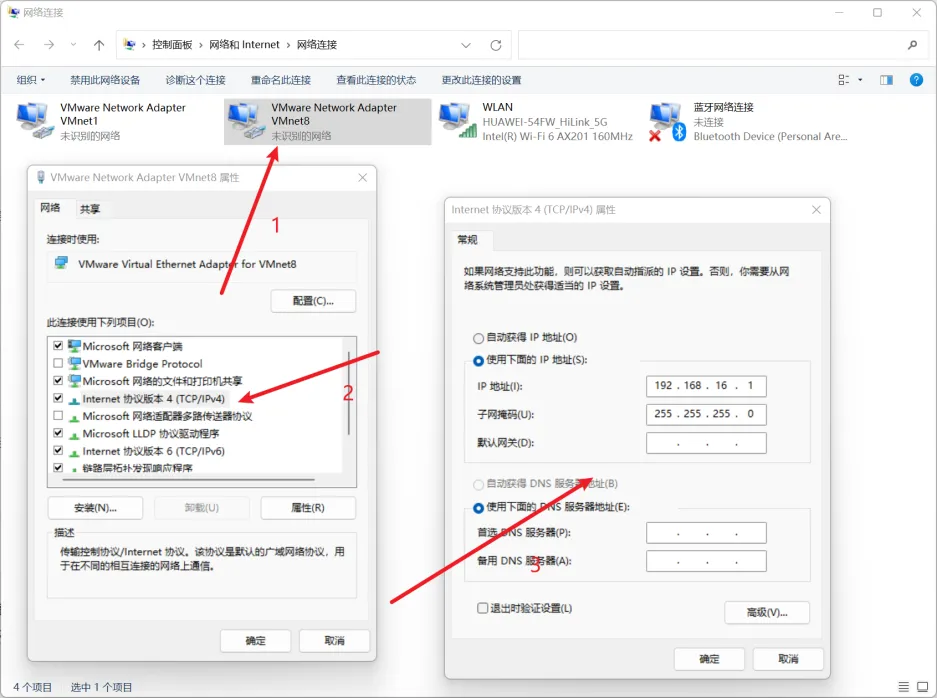 网络连接
控制面板 › 网络和 Internet › 网络连接
组织 禁用此网络设备 诊断这个连接 重命名此连接 查看此连接的状态 更改此连接的设置
VMware Network Adapter
VMnet1
未识别的网络
VMware Network Adapter
VMnet8
未识别的网络
WLAN
HUAWEI-54FW_HiLink_5G
Intel(R) Wi-Fi 6 AX201 160MHz
蓝牙网络连接
未连接
Bluetooth Device (Personal Are...
1
VMware Network Adapter VMnet8 属性
网络 共享
连接时使用:
VMware Virtual Ethernet Adapter for VMnet8
配置(C)...
此连接使用下列项目(O):
Microsoft 网络客户端
VMware Bridge Protocol
Microsoft 网络的文件和打印机共享
Internet 协议版本 4 (TCP/IPv4)
Microsoft 网络适配器多路传送器协议
Microsoft LLDP 协议驱动程序
Internet 协议版本 6 (TCP/IPv6)
链路层拓扑发现响应程序
2
安装(N)... 卸载(U) 属性(R)
描述
传输控制协议/Internet 协议。该协议是默认的广域网络协议，用
于在不同的相互连接的网络上通信。
确定 取消
Internet 协议版本 4 (TCP/IPv4) 属性
常规
如果网络支持此功能，则可以获取自动指派的 IP 设置。否则，你需要从网
络系统管理员处获得适当的 IP 设置。
自动获得 IP 地址(O)
使用下面的 IP 地址(S):
IP 地址(I): 192 . 168 . 16 . 1
子网掩码(U): 255 . 255 . 255 . 0
默认网关(D): . . .
自动获得 DNS 服务器地址(B)
使用下面的 DNS 服务器地址(E):
首选 DNS 服务器(P): . . .
备用 DNS 服务器(A): . . .
3
退出时验证设置(L)
高级(V)...
确定 取消
4 个项目 选中 1 个项目